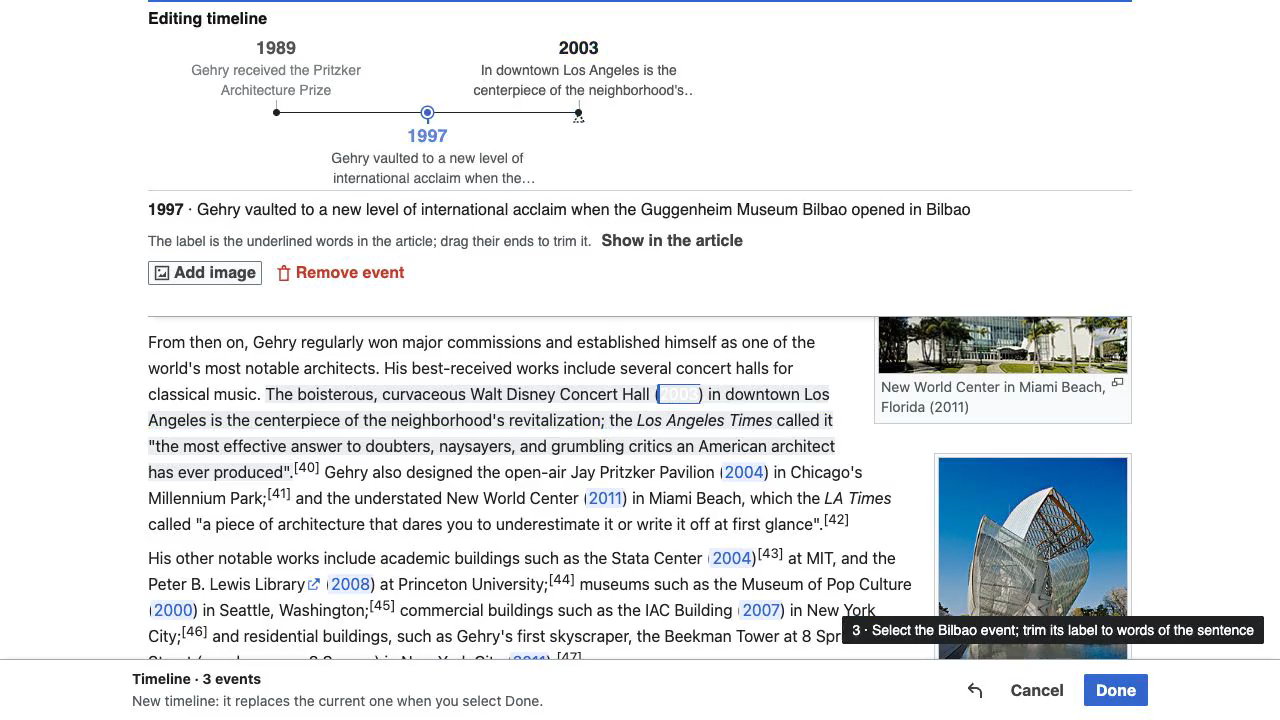 Editing timeline
1989
Gehry received the Pritzker
Architecture Prize
2003
In downtown Los Angeles is the
centerpiece of the neighborhood's..
1997
Gehry vaulted to a new level of
international acclaim when the...
1997 · Gehry vaulted to a new level of international acclaim when the Guggenheim Museum Bilbao opened in Bilbao
The label is the underlined words in the article; drag their ends to trim it. Show in the article
Add image Remove event
From then on, Gehry regularly won major commissions and established himself as one of the
world's most notable architects. His best-received works include several concert halls for
classical music. The boisterous, curvaceous Walt Disney Concert Hall (2003) in downtown Los
Angeles is the centerpiece of the neighborhood's revitalization; the Los Angeles Times called it
"the most effective answer to doubters, naysayers, and grumbling critics an American architect
has ever produced".[40] Gehry also designed the open-air Jay Pritzker Pavilion (2004) in Chicago's
Millennium Park;[41] and the understated New World Center (2011) in Miami Beach, which the LA Times
called "a piece of architecture that dares you to underestimate it or write it off at first glance".[42]
His other notable works include academic buildings such as the Stata Center (2004)[43] at MIT, and the
Peter B. Lewis Library (2008) at Princeton University;[44] museums such as the Museum of Pop Culture
(2000) in Seattle, Washington;[45] commercial buildings such as the IAC Building (2007) in New York
City;[46] and residential buildings, such as Gehry's first skyscraper, the Beekman Tower at 8 Spr
New World Center in Miami Beach,
Florida (2011)
3 · Select the Bilbao event; trim its label to words of the sentence
Timeline · 3 events
New timeline: it replaces the current one when you select Done.
Cancel Done